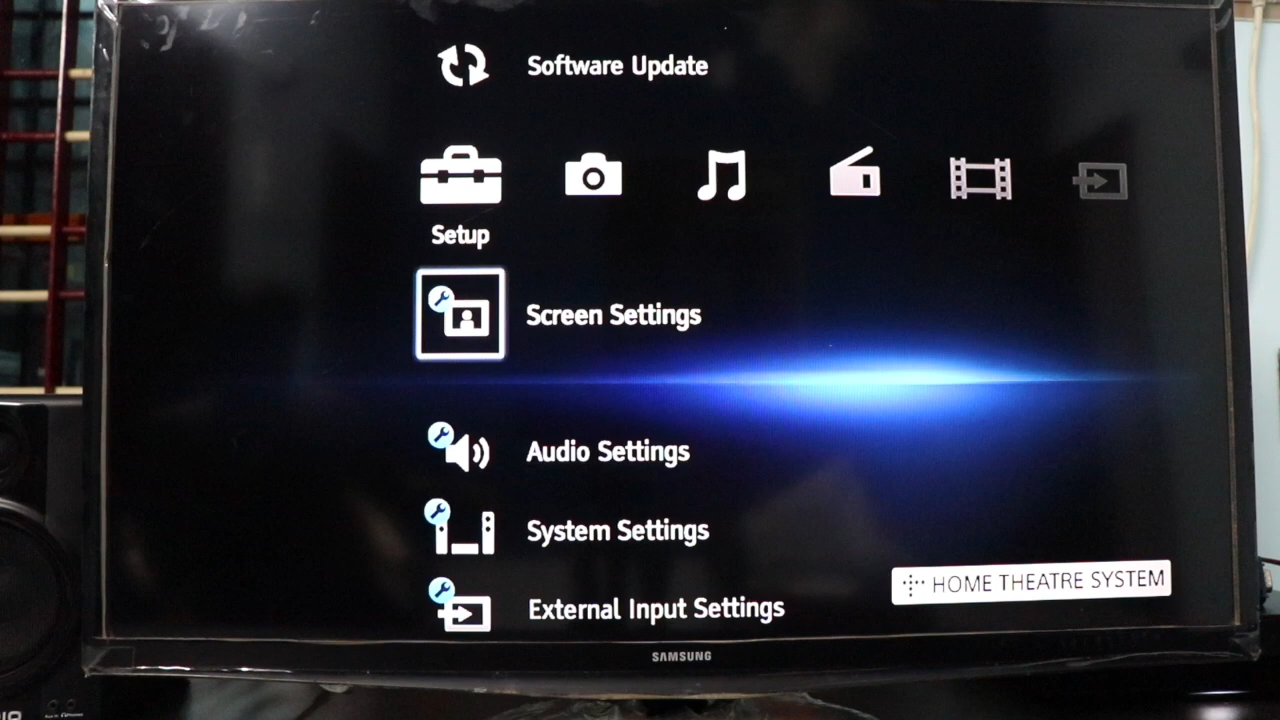 Software Update
Setup
Screen Settings
Audio Settings
System Settings
External Input Settings
HOME THEATRE SYSTEM
SAMSUNG